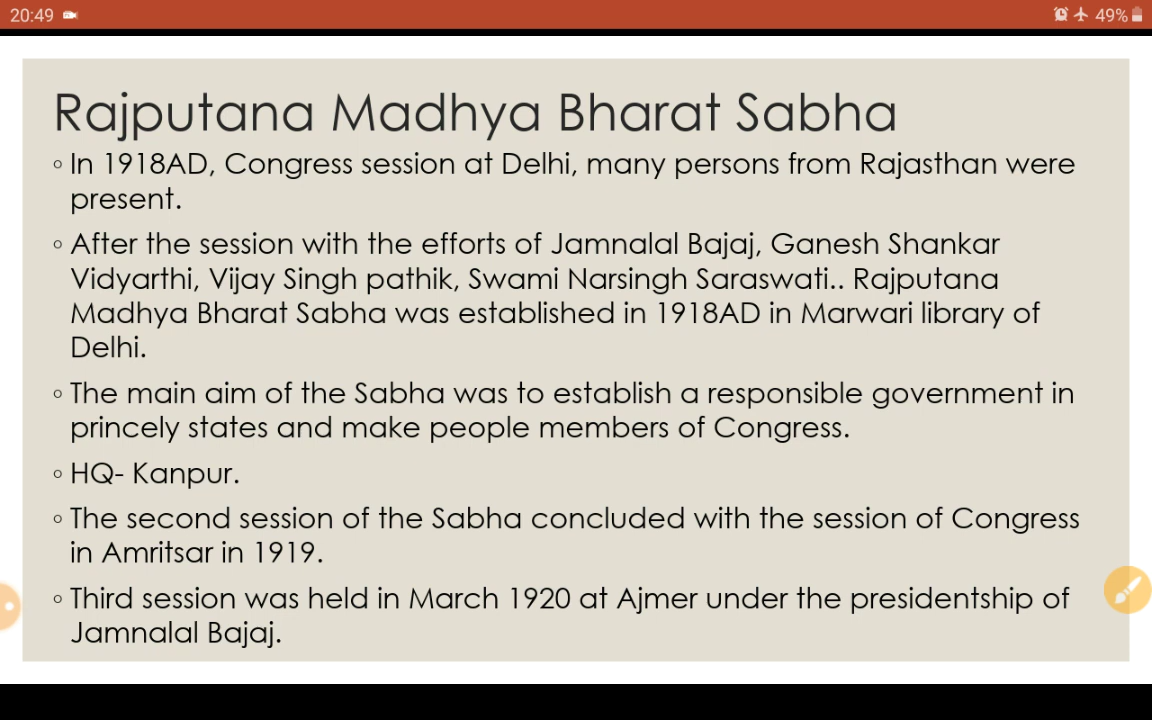 20:49
49%
Rajputana Madhya Bharat Sabha
◦ In 1918AD, Congress session at Delhi, many persons from Rajasthan were
present.
◦ After the session with the efforts of Jamnalal Bajaj, Ganesh Shankar
Vidyarthi, Vijay Singh pathik, Swami Narsingh Saraswati.. Rajputana
Madhya Bharat Sabha was established in 1918AD in Marwari library of
Delhi.
◦ The main aim of the Sabha was to establish a responsible government in
princely states and make people members of Congress.
◦ HQ- Kanpur.
◦ The second session of the Sabha concluded with the session of Congress
in Amritsar in 1919.
◦ Third session was held in March 1920 at Ajmer under the presidentship of
Jamnalal Bajaj.